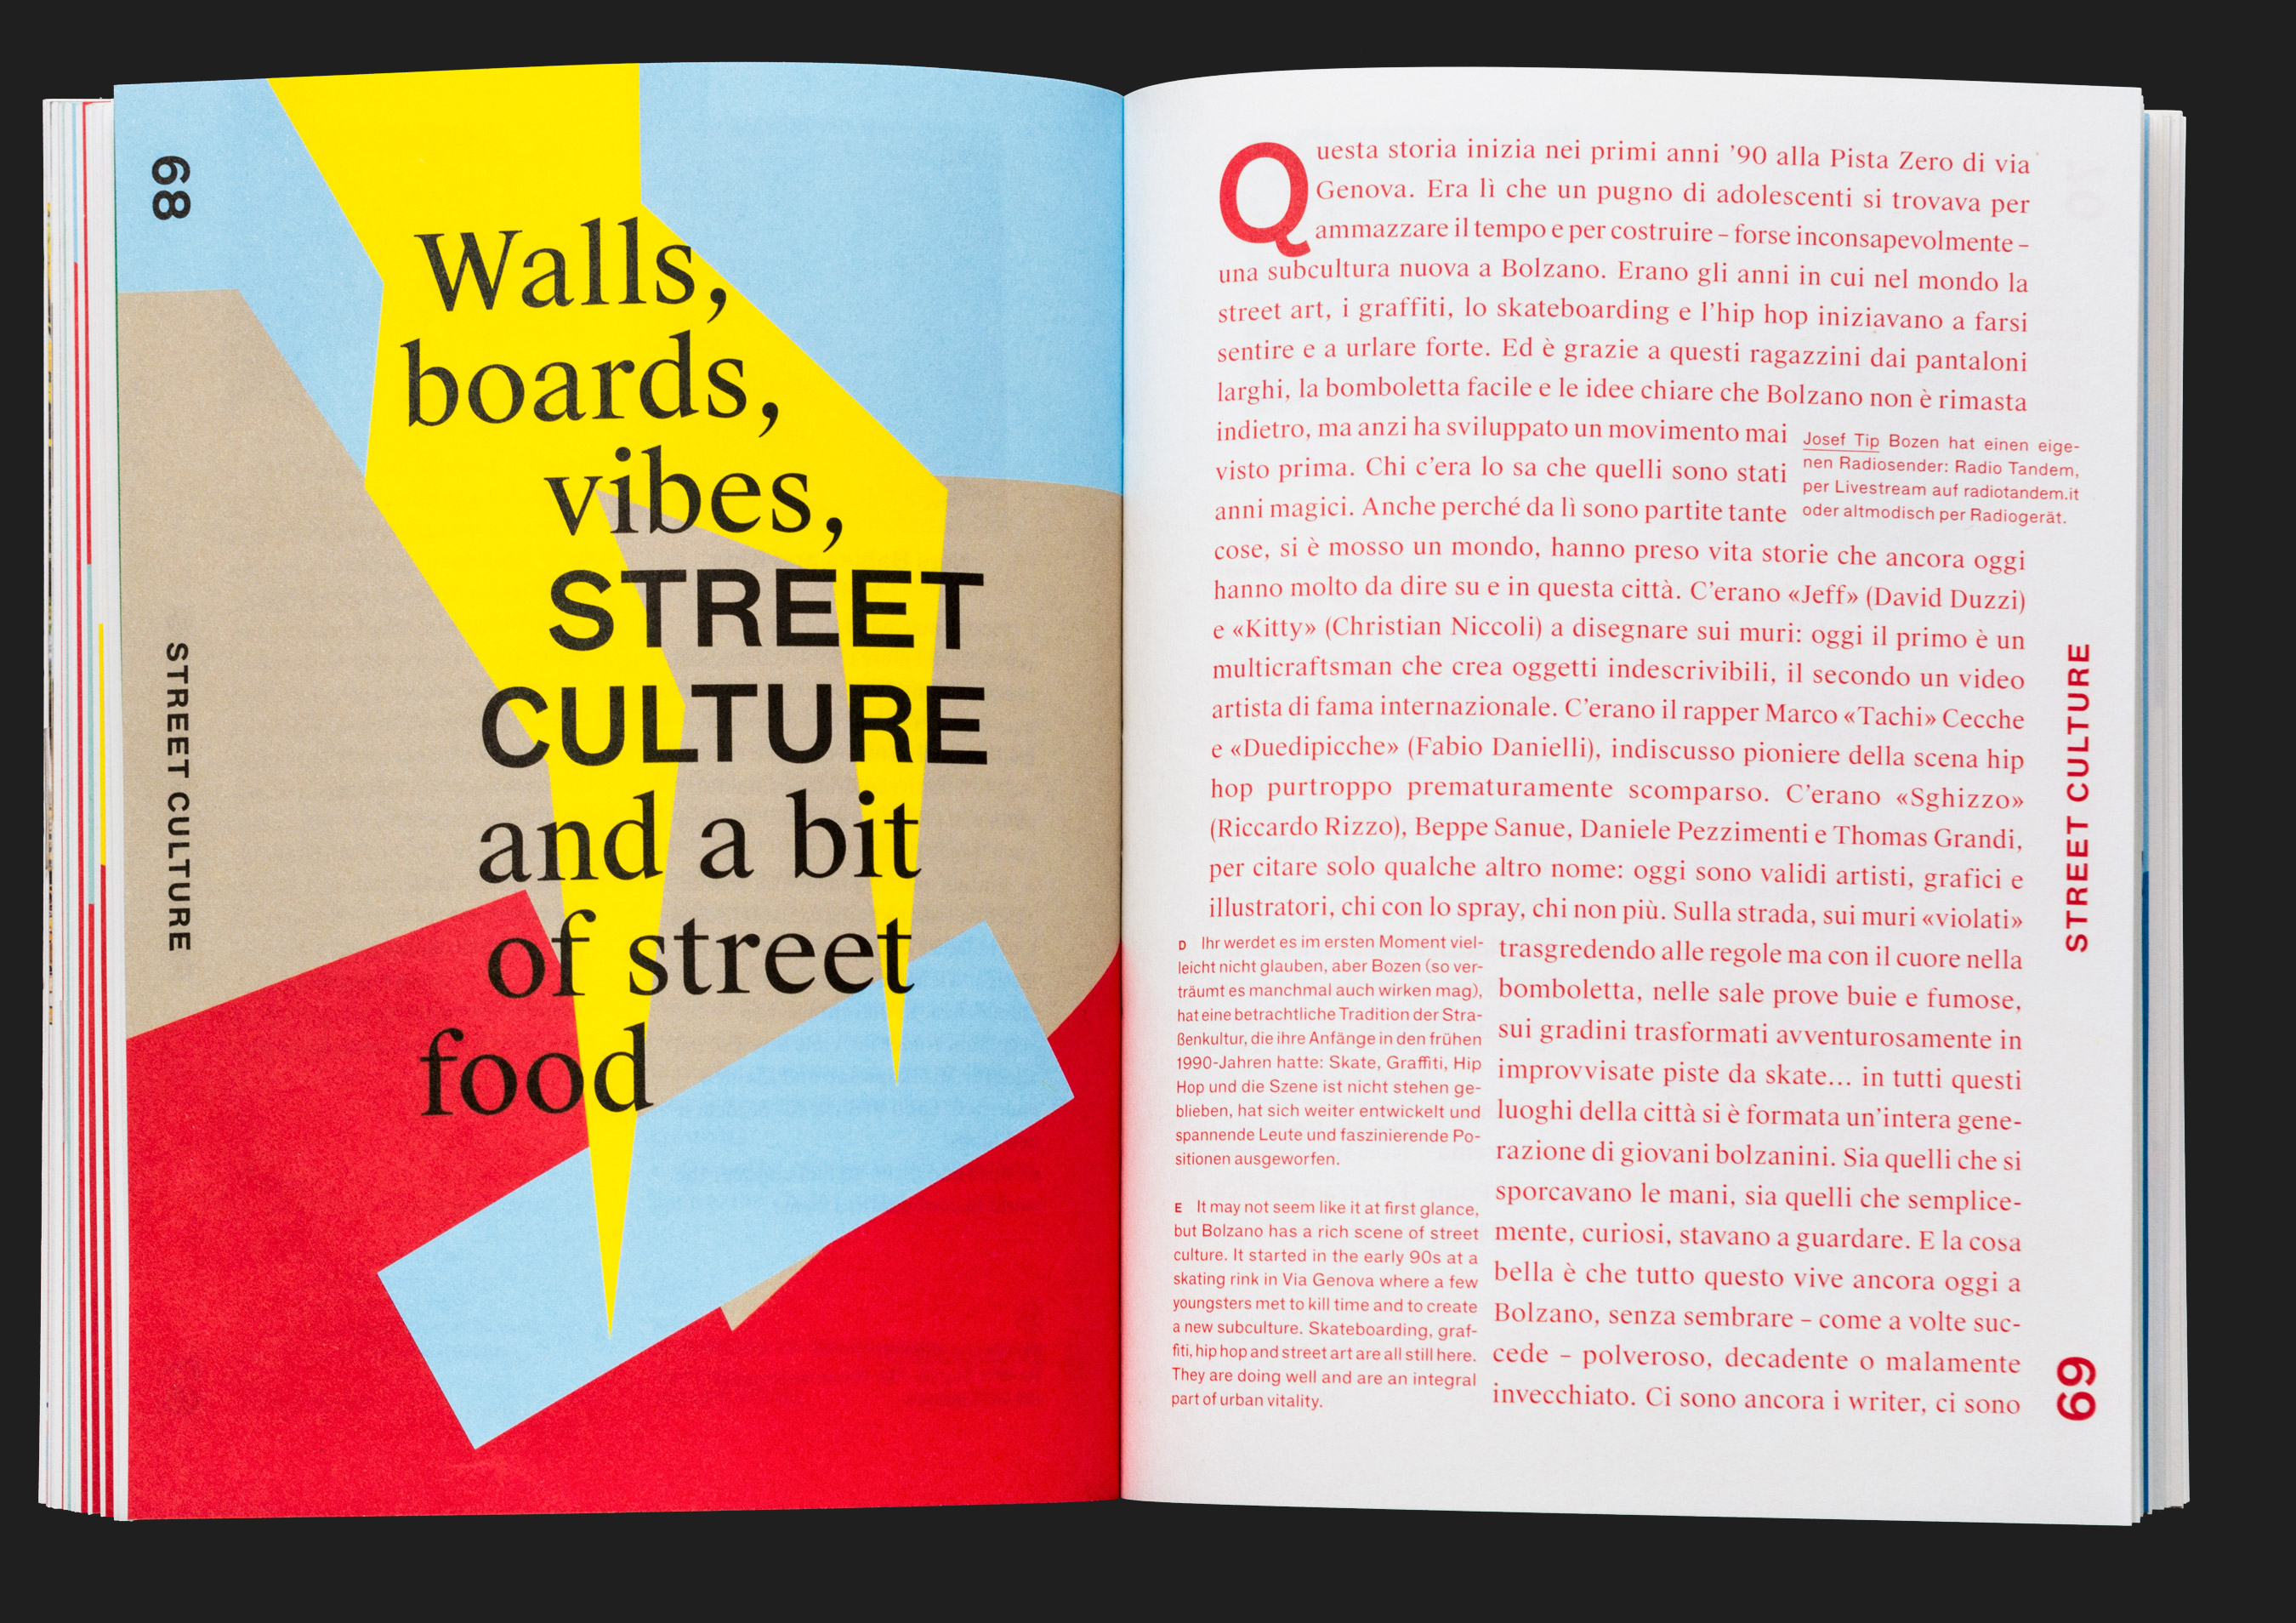 68
STREET CULTURE
Walls,
boards,
vibes,
STREET
CULTURE
and a bit
of street
food
Questa storia inizia nei primi anni ’90 alla Pista Zero di via
Genova. Era lì che un pugno di adolescenti si trovava per
ammazzare il tempo e per costruire – forse inconsapevolmente –
una subcultura nuova a Bolzano. Erano gli anni in cui nel mondo la
street art, i graffiti, lo skateboarding e l’hip hop iniziavano a farsi
sentire e a urlare forte. Ed è grazie a questi ragazzini dai pantaloni
larghi, la bomboletta facile e le idee chiare che Bolzano non è rimasta
indietro, ma anzi ha sviluppato un movimento mai
visto prima. Chi c’era lo sa che quelli sono stati
anni magici. Anche perché da lì sono partite tante
cose, si è mosso un mondo, hanno preso vita storie che ancora oggi
hanno molto da dire su e in questa città. C’erano «Jeff» (David Duzzi)
e «Kitty» (Christian Niccoli) a disegnare sui muri: oggi il primo è un
multicraftsman che crea oggetti indescrivibili, il secondo un video
artista di fama internazionale. C’erano il rapper Marco «Tachi» Cecche
e «Duedipicche» (Fabio Danielli), indiscusso pioniere della scena hip
hop purtroppo prematuramente scomparso. C’erano «Sghizzo»
(Riccardo Rizzo), Beppe Sanue, Daniele Pezzimenti e Thomas Grandi,
per citare solo qualche altro nome: oggi sono validi artisti, grafici e
illustratori, chi con lo spray, chi non più. Sulla strada, sui muri «violati»
trasgredendo alle regole ma con il cuore nella
bomboletta, nelle sale prove buie e fumose,
sui gradini trasformati avventurosamente in
improvvisate piste da skate… in tutti questi
luoghi della città si è formata un’intera gene-
razione di giovani bolzanini. Sia quelli che si
sporcavano le mani, sia quelli che semplice-
mente, curiosi, stavano a guardare. E la cosa
bella è che tutto questo vive ancora oggi a
Bolzano, senza sembrare – come a volte suc-
cede – polveroso, decadente o malamente
invecchiato. Ci sono ancora i writer, ci sono
Josef Tip Bozen hat einen eige-
nen Radiosender: Radio Tandem,
per Livestream auf radiotandem.it
oder altmodisch per Radiogerät.
D Ihr werdet es im ersten Moment viel-
leicht nicht glauben, aber Bozen (so ver-
träumt es manchmal auch wirken mag),
hat eine beträchtliche Tradition der Stra-
ßenkultur, die ihre Anfänge in den frühen
1990-Jahren hatte: Skate, Graffiti, Hip
Hop und die Szene ist nicht stehen ge-
blieben, hat sich weiter entwickelt und
spannende Leute und faszinierende Po-
sitionen ausgeworfen.
E It may not seem like it at first glance,
but Bolzano has a rich scene of street
culture. It started in the early 90s at a
skating rink in Via Genova where a few
youngsters met to kill time and to create
a new subculture. Skateboarding, graf-
fiti, hip hop and street art are all still here.
They are doing well and are an integral
part of urban vitality.
STREET CULTURE
69